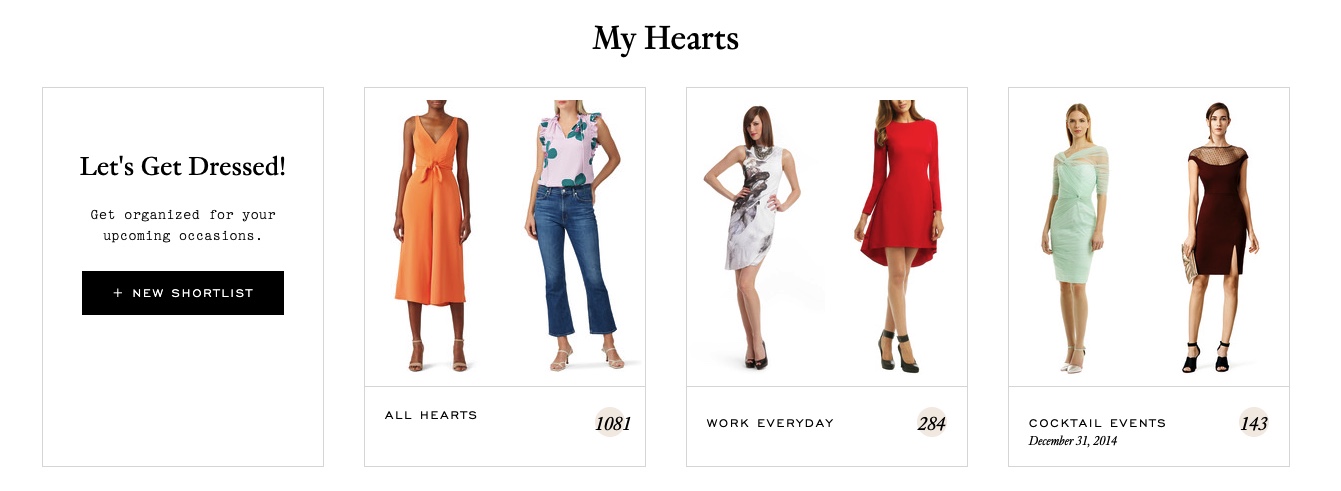 My Hearts
Let's Get Dressed!
Get organized for your
upcoming occasions.
+ NEW SHORTLIST
ALL HEARTS
1081
WORK EVERYDAY
284
COCKTAIL EVENTS
December 31, 2014
143